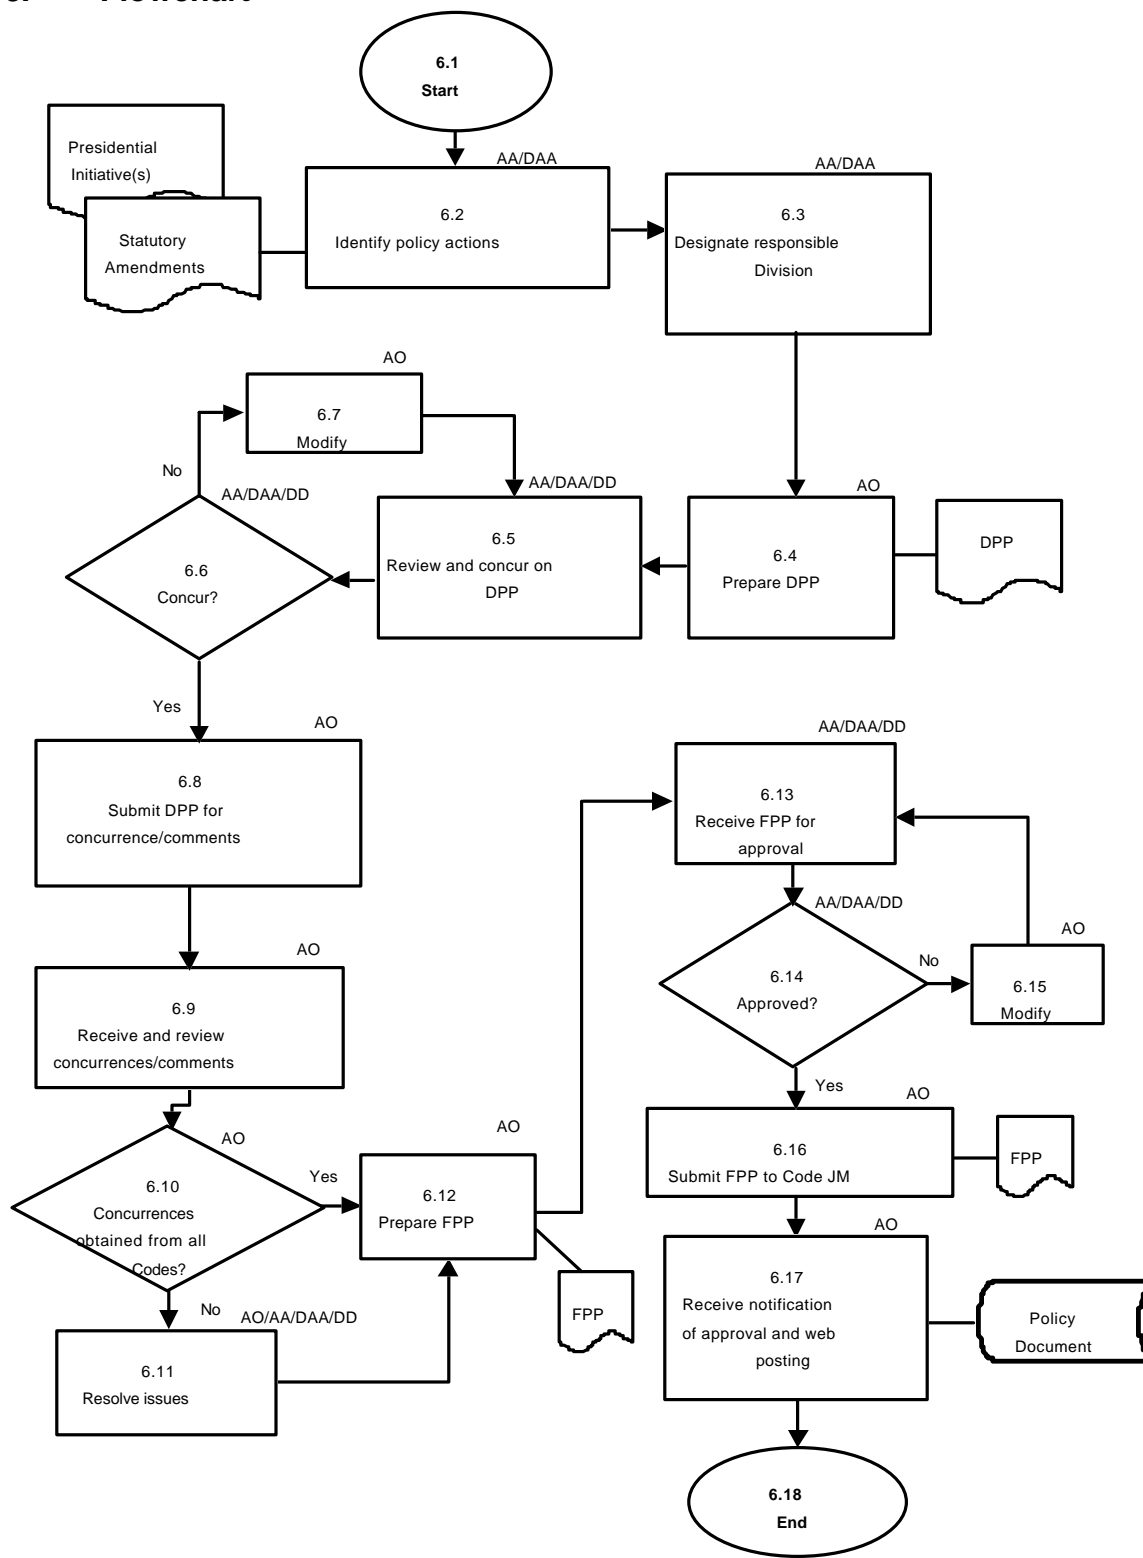 Flowchart
6.1
Start
Presidential
Initiative(s)
Statutory
Amendments
AA/DAA
6.2
Identify policy actions
AA/DAA
6.3
Designate responsible
Division
AO
6.7
Modify
No
AA/DAA/DD
6.6
Concur?
AA/DAA/DD
6.5
Review and concur on
DPP
AO
6.4
Prepare DPP
DPP
Yes
AO
6.8
Submit DPP for
concurrence/comments
AO
6.9
Receive and review
concurrences/comments
AO
6.10
Concurrences
obtained from all
Codes?
Yes
No
AO/AA/DAA/DD
6.11
Resolve issues
AO
6.12
Prepare FPP
FPP
AA/DAA/DD
6.13
Receive FPP for
approval
AA/DAA/DD
6.14
Approved?
No
AO
6.15
Modify
Yes
AO
6.16
Submit FPP to Code JM
FPP
AO
6.17
Receive notification
of approval and web
posting
Policy
Document
6.18
End